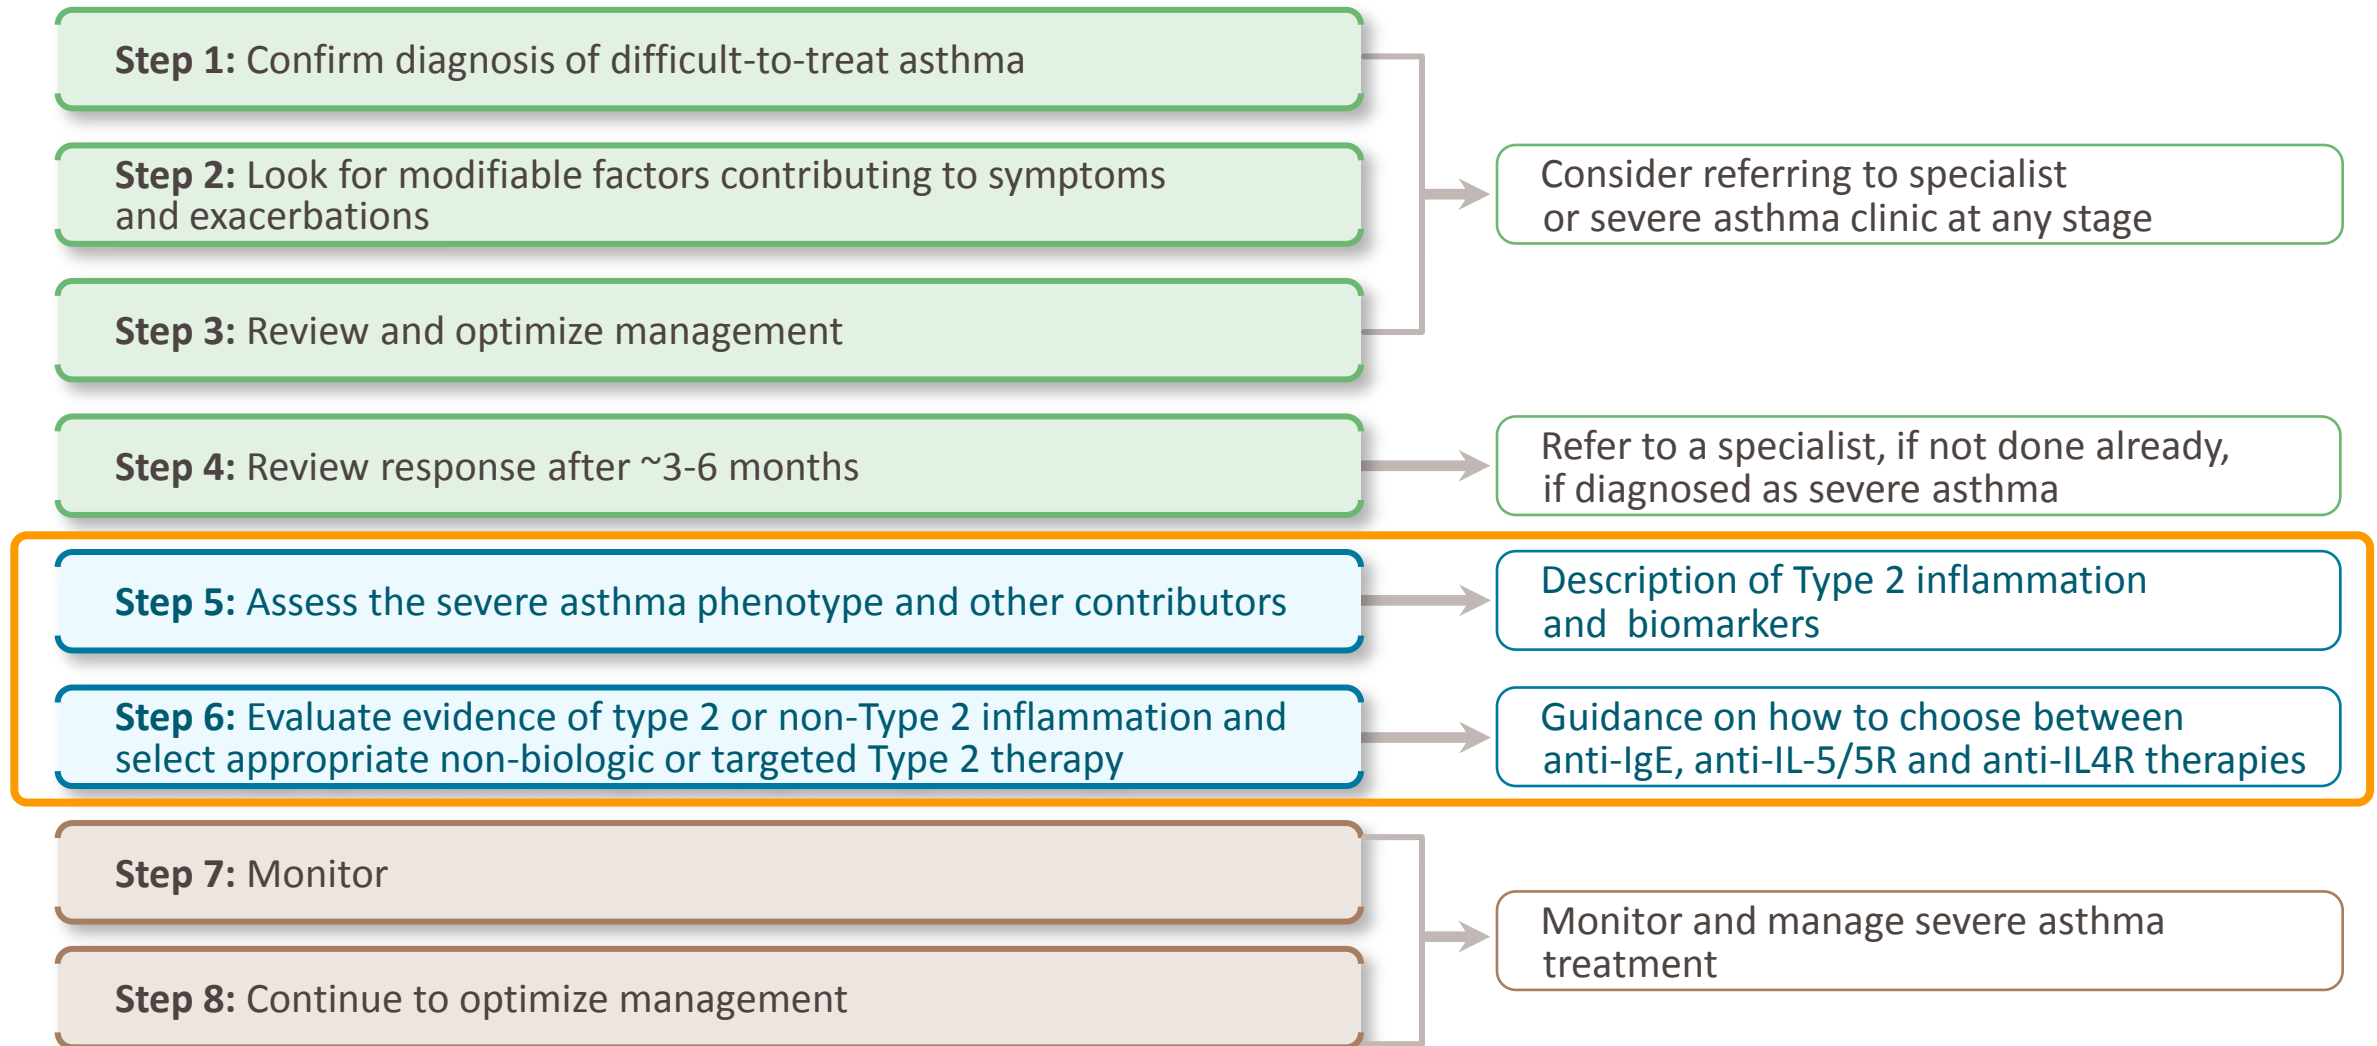 Step 1: Confirm diagnosis of difficult-to-treat asthma
Step 2: Look for modifiable factors contributing to symptoms
and exacerbations
Step 3: Review and optimize management
Consider referring to specialist
or severe asthma clinic at any stage
Step 4: Review response after ~3-6 months
Refer to a specialist, if not done already,
if diagnosed as severe asthma
Step 5: Assess the severe asthma phenotype and other contributors
Description of Type 2 inflammation
and biomarkers
Step 6: Evaluate evidence of type 2 or non-Type 2 inflammation and
select appropriate non-biologic or targeted Type 2 therapy
Guidance on how to choose between
anti-IgE, anti-IL-5/5R and anti-IL4R therapies
Step 7: Monitor
Step 8: Continue to optimize management
Monitor and manage severe asthma
treatment